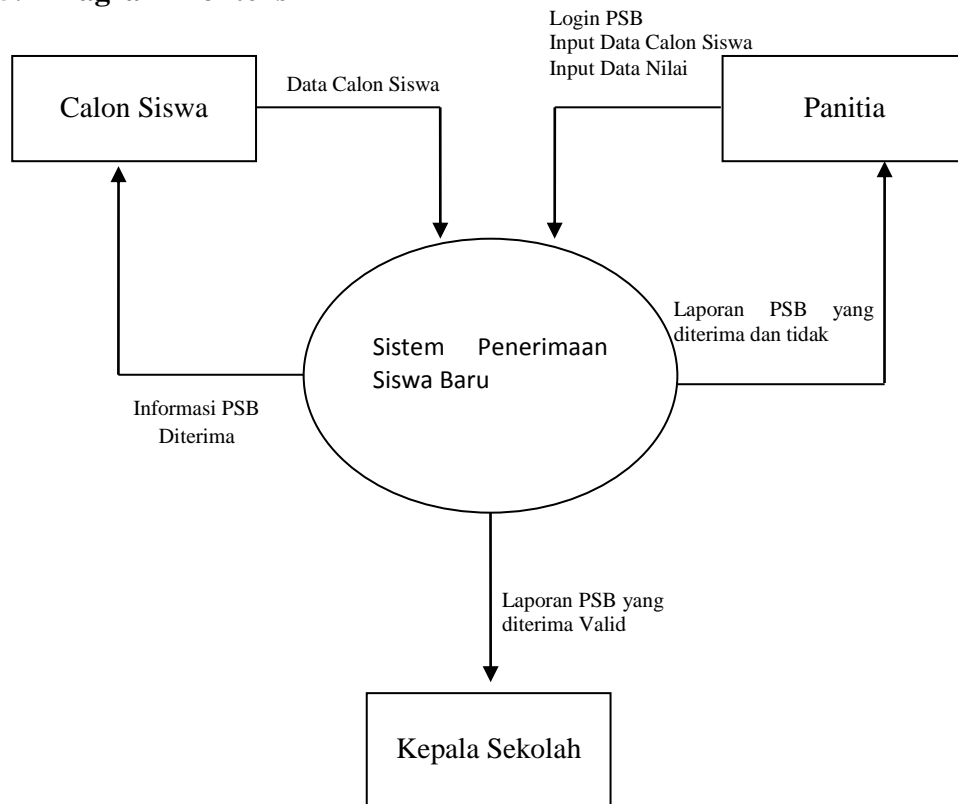 Login PSB
Input Data Calon Siswa
Input Data Nilai
Data Calon Siswa
Calon Siswa
Panitia
Laporan PSB yang
diterima dan tidak
Sistem Penerimaan
Siswa Baru
Informasi PSB
Diterima
Laporan PSB yang
diterima Valid
Kepala Sekolah